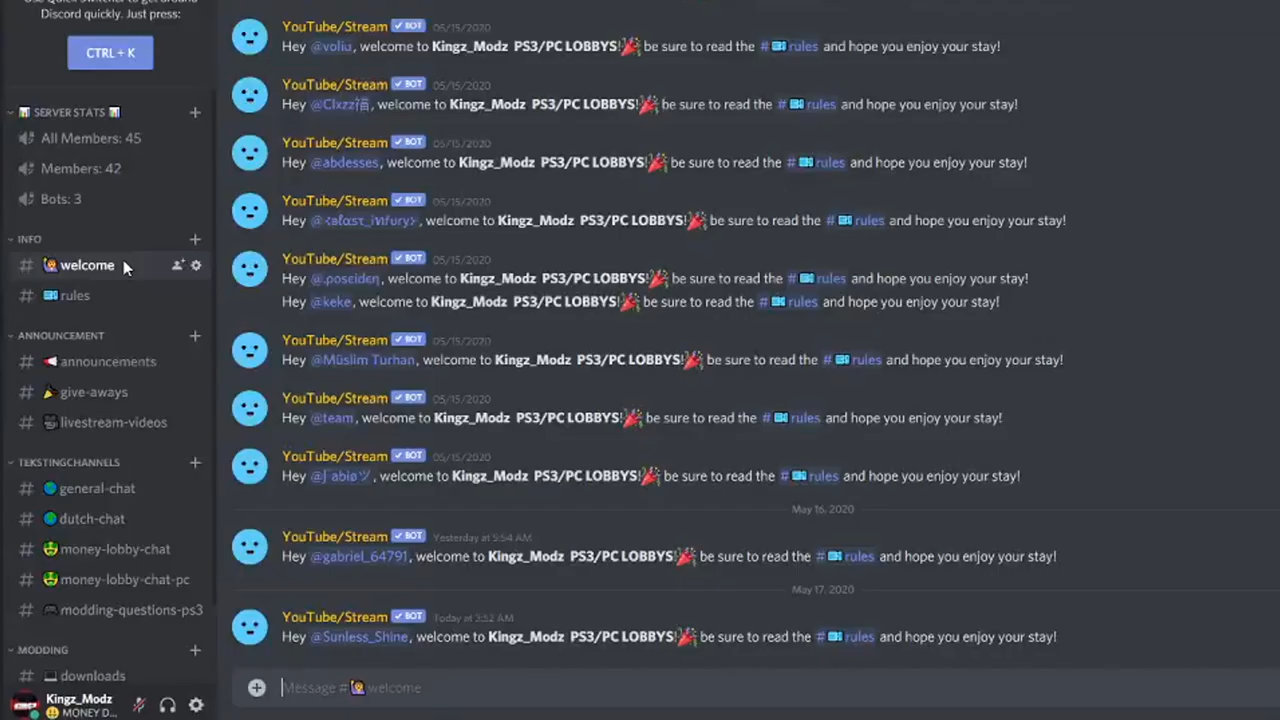 Discord quickly. Just press:
CTRL + K
SERVER STATS
All Members: 45
Members: 42
Bots: 3
INFO
# welcome
# rules
ANNOUNCEMENT
# announcements
# give-aways
# livestream-videos
TEKSTINGCHANNELS
# general-chat
# dutch-chat
# money-lobby-chat
# money-lobby-chat-pc
# modding-questions-ps3
MODDING
# downloads
Kingz_Modz
MONEY D...
YouTube/Stream BOT 05/15/2020
Hey @voliu, welcome to Kingz_Modz PS3/PC LOBBYS! be sure to read the # rules and hope you enjoy your stay!
YouTube/Stream BOT 05/15/2020
Hey @Clxzz福, welcome to Kingz_Modz PS3/PC LOBBYS! be sure to read the # rules and hope you enjoy your stay!
YouTube/Stream BOT 05/15/2020
Hey @abdesses, welcome to Kingz_Modz PS3/PC LOBBYS! be sure to read the # rules and hope you enjoy your stay!
YouTube/Stream BOT 05/15/2020
Hey , welcome to Kingz_Modz PS3/PC LOBBYS! be sure to read the # rules and hope you enjoy your stay!
YouTube/Stream BOT 05/15/2020
Hey , welcome to Kingz_Modz PS3/PC LOBBYS! be sure to read the # rules and hope you enjoy your stay!
Hey @keke, welcome to Kingz_Modz PS3/PC LOBBYS! be sure to read the # rules and hope you enjoy your stay!
YouTube/Stream BOT 05/15/2020
Hey @Müslim Turhan, welcome to Kingz_Modz PS3/PC LOBBYS! be sure to read the # rules and hope you enjoy your stay!
YouTube/Stream BOT 05/15/2020
Hey @team, welcome to Kingz_Modz PS3/PC LOBBYS! be sure to read the # rules and hope you enjoy your stay!
YouTube/Stream BOT 05/15/2020
Hey , welcome to Kingz_Modz PS3/PC LOBBYS! be sure to read the # rules and hope you enjoy your stay!
May 16, 2020
YouTube/Stream BOT Yesterday at 5:54 AM
Hey @gabriel_64791, welcome to Kingz_Modz PS3/PC LOBBYS! be sure to read the # rules and hope you enjoy your stay!
May 17, 2020
YouTube/Stream BOT Today at 3:52 AM
Hey @Sunless_Shine, welcome to Kingz_Modz PS3/PC LOBBYS! be sure to read the # rules and hope you enjoy your stay!
Message # welcome